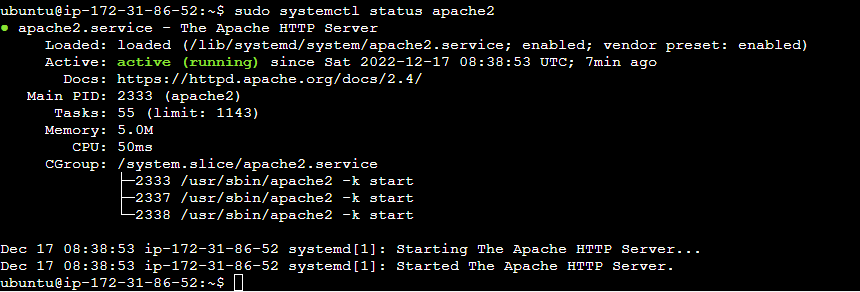 ubuntu@ip-172-31-86-52:~$ sudo systemctl status apache2
● apache2.service - The Apache HTTP Server
     Loaded: loaded (/lib/systemd/system/apache2.service; enabled; vendor preset: enabled)
     Active: active (running) since Sat 2022-12-17 08:38:53 UTC; 7min ago
       Docs: https://httpd.apache.org/docs/2.4/
   Main PID: 2333 (apache2)
      Tasks: 55 (limit: 1143)
     Memory: 5.0M
        CPU: 50ms
     CGroup: /system.slice/apache2.service
             ├─2333 /usr/sbin/apache2 -k start
             ├─2337 /usr/sbin/apache2 -k start
             └─2338 /usr/sbin/apache2 -k start
Dec 17 08:38:53 ip-172-31-86-52 systemd[1]: Starting The Apache HTTP Server...
Dec 17 08:38:53 ip-172-31-86-52 systemd[1]: Started The Apache HTTP Server.
ubuntu@ip-172-31-86-52:~$